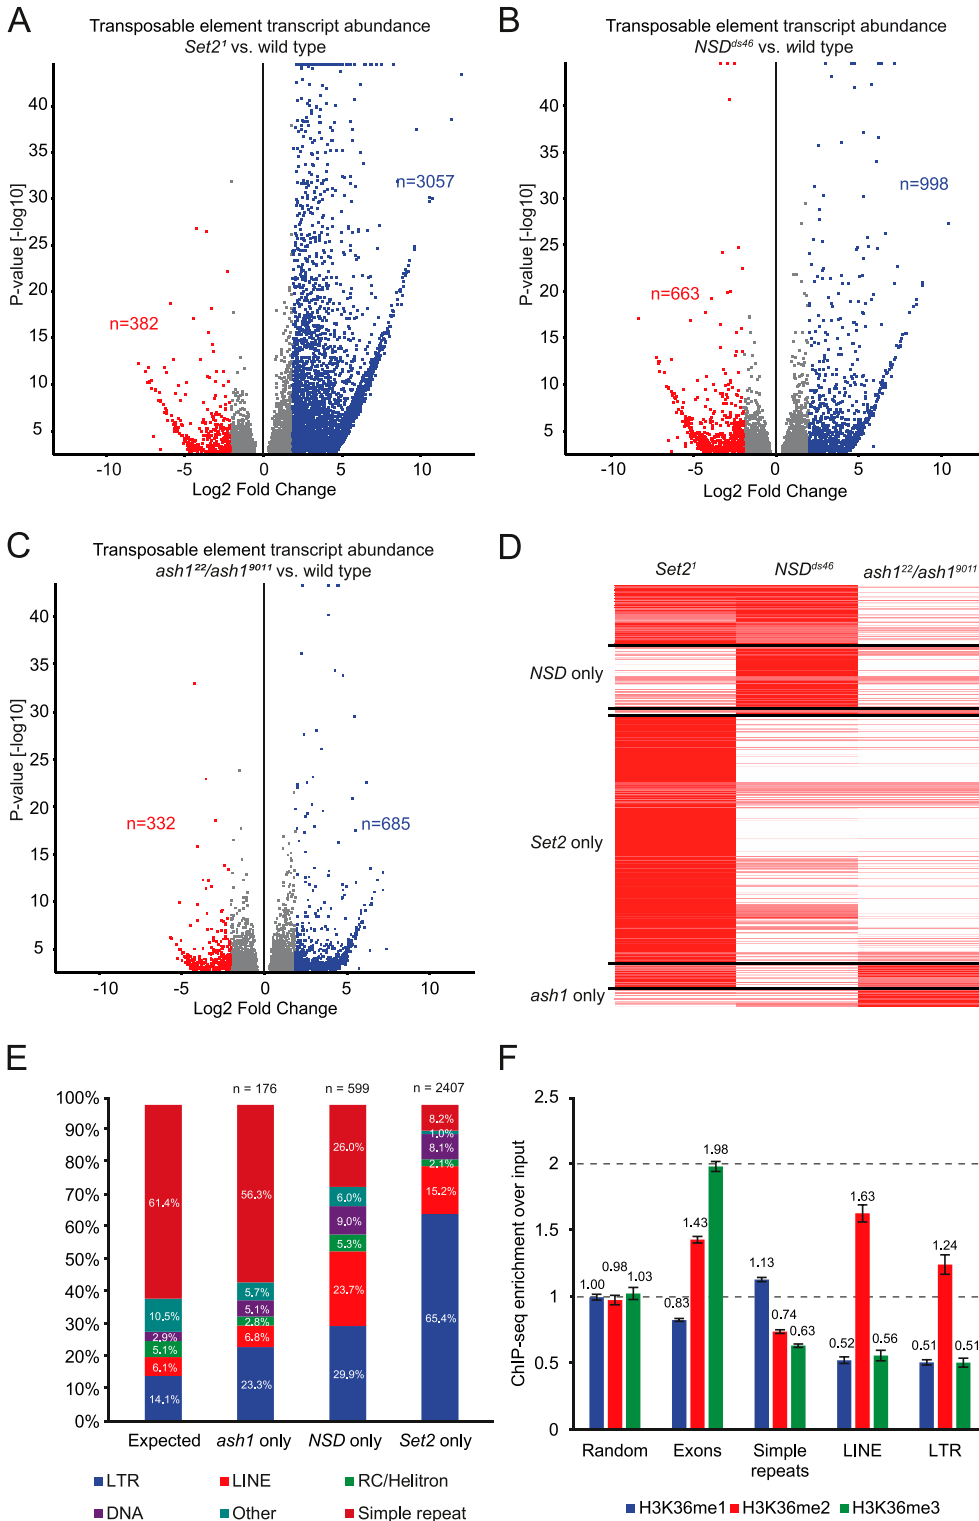 A
Transposable element transcript abundance
Set2¹ vs. wild type
P-value [-log10]
40
35
30
25
20
15
10
5
n=3057
n=382
-10
-5
0
5
10
Log2 Fold Change
B
Transposable element transcript abundance
NSDᵈˢ⁴⁶ vs. wild type
P-value [-log10]
40
35
30
25
20
15
10
5
n=998
n=663
-10
-5
0
5
10
Log2 Fold Change
C
Transposable element transcript abundance
ash1²²/ash1⁹⁰¹¹ vs. wild type
P-value [-log10]
40
35
30
25
20
15
10
5
n=332
n=685
-10
-5
0
5
10
Log2 Fold Change
D
Set2¹ NSDᵈˢ⁴⁶ ash1²²/ash1⁹⁰¹¹
NSD only
Set2 only
ash1 only
E
n = 176 n = 599 n = 2407
100%
90%
80%
70%
60%
50%
40%
30%
20%
10%
0%
61.4%
10,5%
2.9%
5.1%
6.1%
14.1%
56.3%
5.7%
5.1%
2.8%
6.8%
23.3%
26.0%
6.0%
9.0%
5.3%
23.7%
29.9%
8.2%
1.0%
8.1%
2.1%
15.2%
65.4%
Expected ash1 only NSD only Set2 only
LTR LINE RC/Helitron
DNA Other Simple repeat
F
ChIP-seq enrichment over input
2.5
2
1.5
1
0.5
0
1.00 0.98 1.03
0.83 1.43 1.98
1.13 0.74 0.63
0.52 1.63 0.56
0.51 1.24 0.51
Random Exons Simple repeats LINE LTR
H3K36me1 H3K36me2 H3K36me3